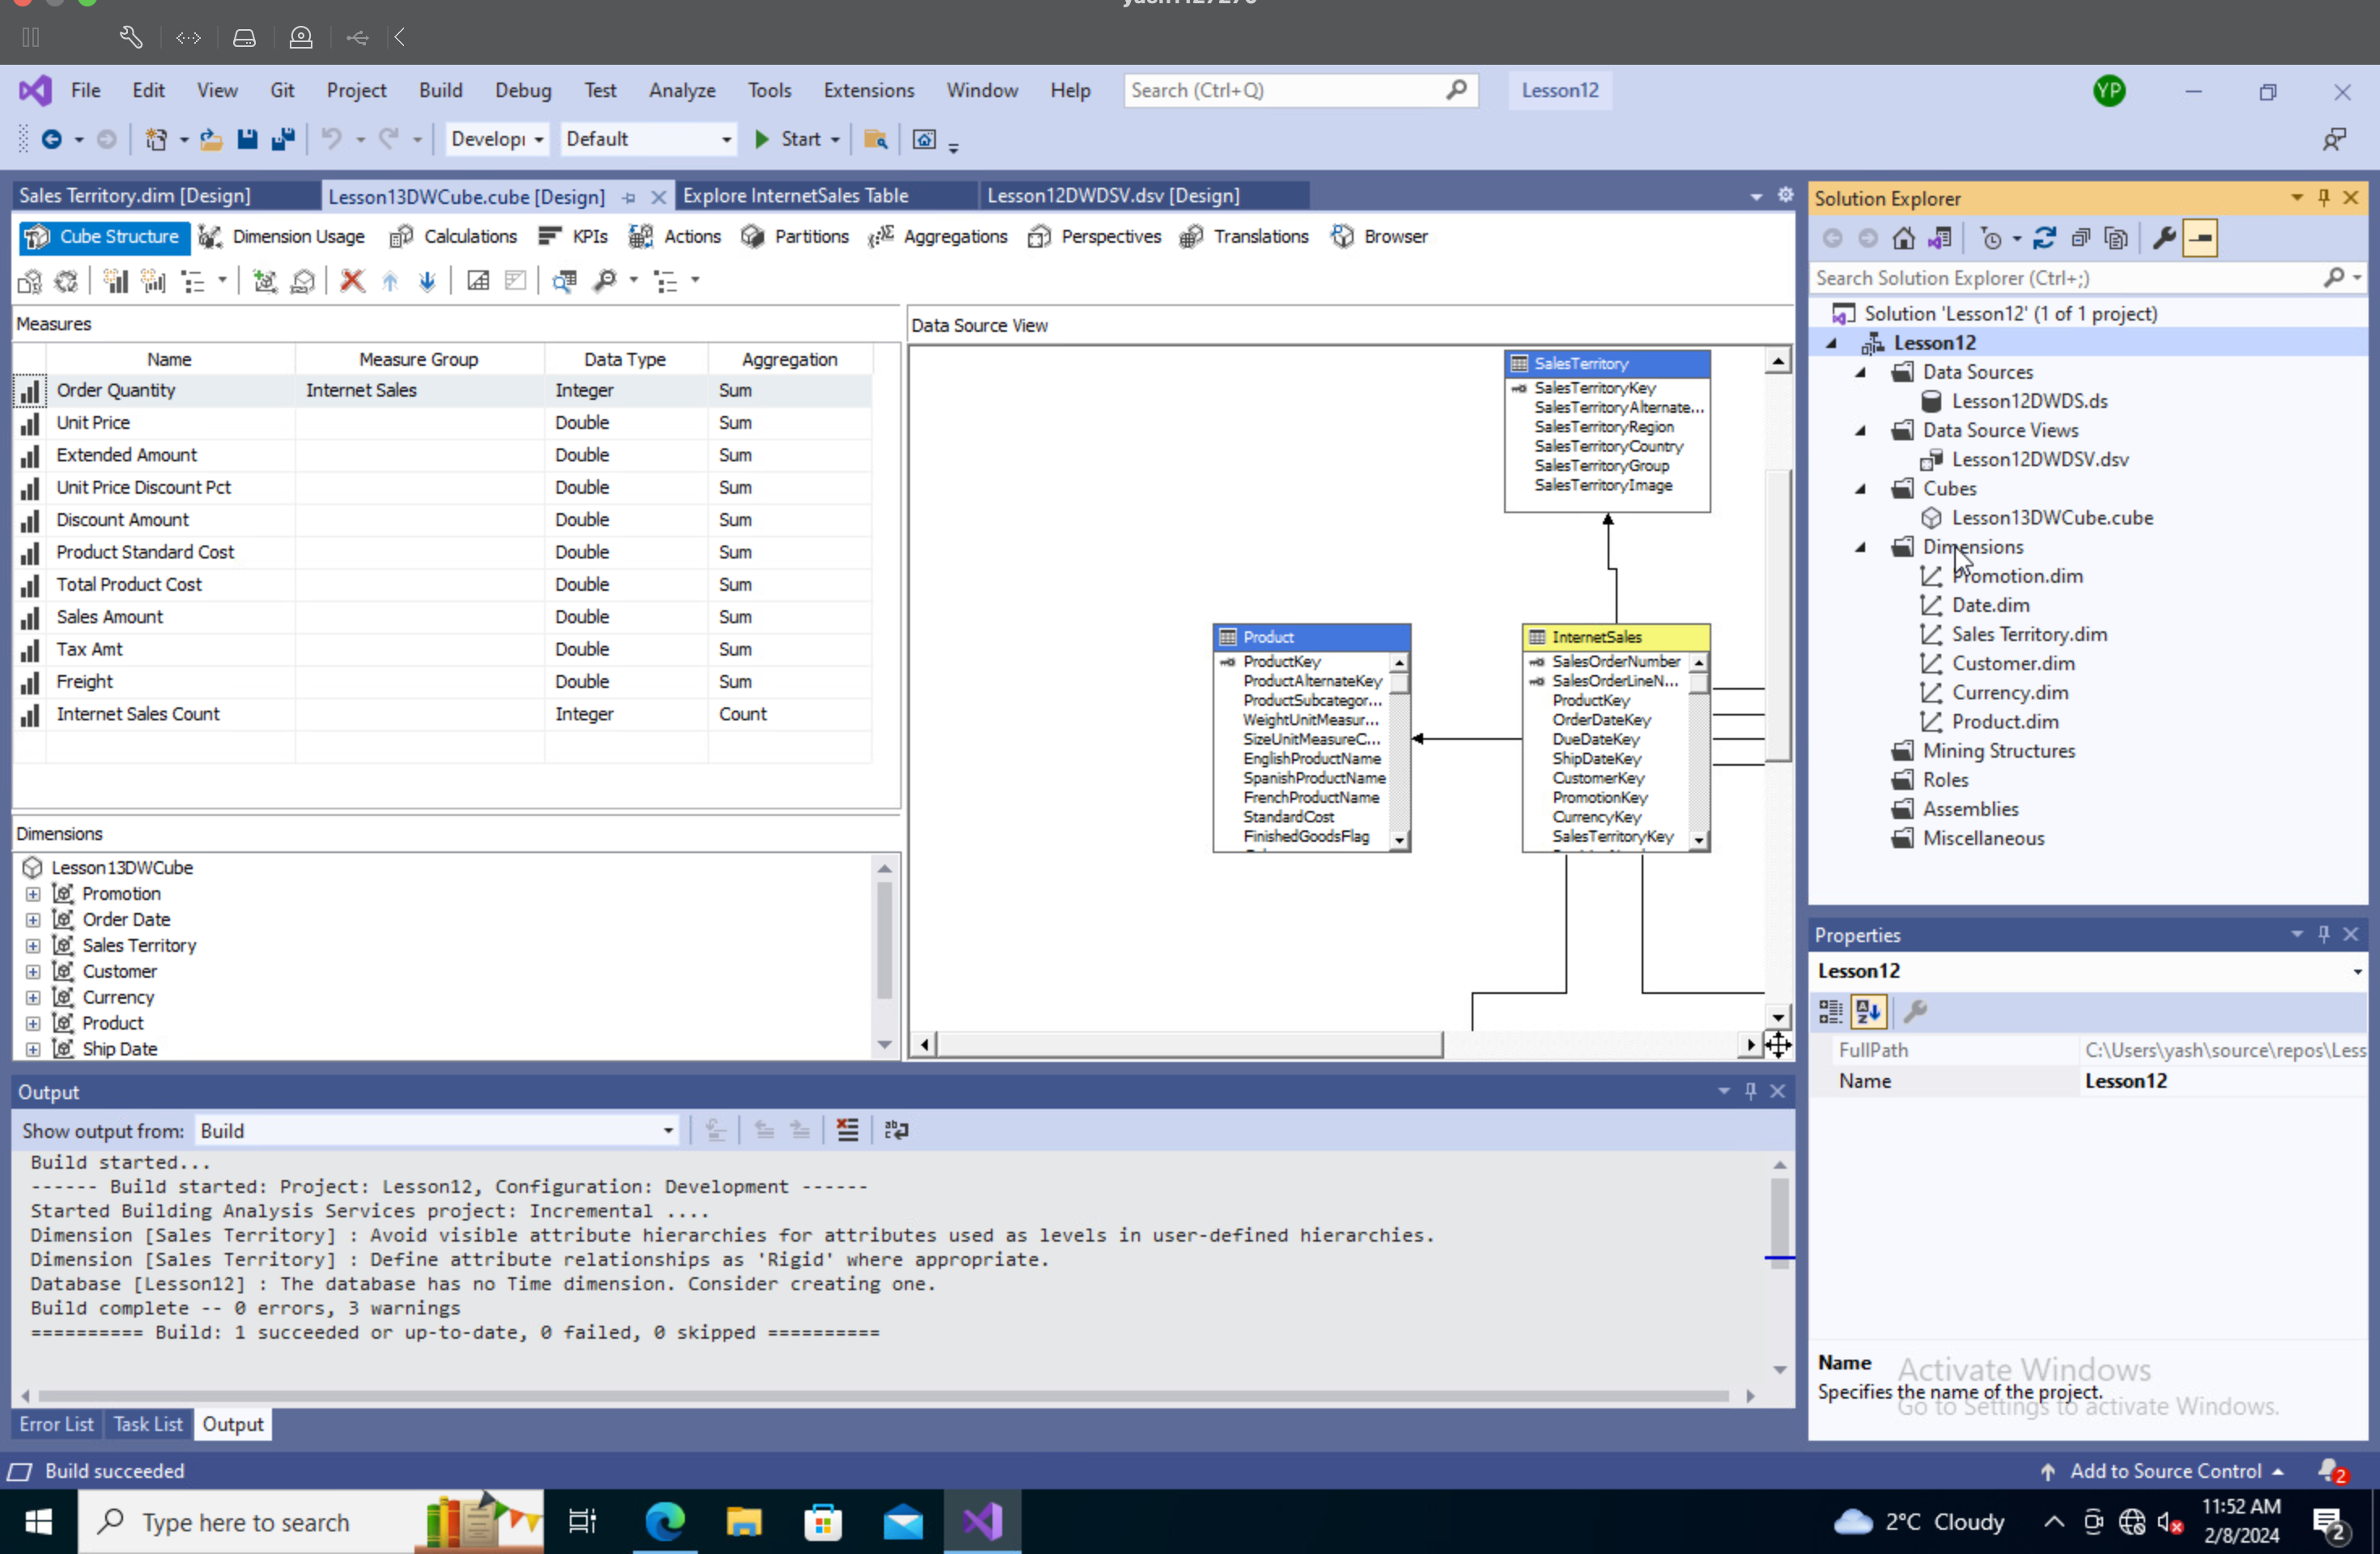 File Edit View Git Project Build Debug Test Analyze Tools Extensions Window Help Search (Ctrl+Q) Lesson12 YP
Developı Default Start
Sales Territory.dim [Design] Lesson13DWCube.cube [Design] Explore InternetSales Table Lesson12DWDSV.dsv [Design]
Cube Structure Dimension Usage Calculations KPIs Actions Partitions Aggregations Perspectives Translations Browser
Measures
Name Measure Group Data Type Aggregation
Order Quantity Internet Sales Integer Sum
Unit Price Double Sum
Extended Amount Double Sum
Unit Price Discount Pct Double Sum
Discount Amount Double Sum
Product Standard Cost Double Sum
Total Product Cost Double Sum
Sales Amount Double Sum
Tax Amt Double Sum
Freight Double Sum
Internet Sales Count Integer Count
Dimensions
Lesson13DWCube
Promotion
Order Date
Sales Territory
Customer
Currency
Product
Ship Date
Data Source View
SalesTerritory
SalesTerritoryKey
SalesTerritoryAlternate...
SalesTerritoryRegion
SalesTerritoryCountry
SalesTerritoryGroup
SalesTerritoryImage
Product
ProductKey
ProductAlternateKey
ProductSubcategor...
WeightUnitMeasur...
SizeUnitMeasureC...
EnglishProductName
SpanishProductName
FrenchProductName
StandardCost
FinishedGoodsFlag
InternetSales
SalesOrderNumber
SalesOrderLineN...
ProductKey
OrderDateKey
DueDateKey
ShipDateKey
CustomerKey
PromotionKey
CurrencyKey
SalesTerritoryKey
Solution Explorer
Search Solution Explorer (Ctrl+;)
Solution 'Lesson12' (1 of 1 project)
Lesson12
Data Sources
Lesson12DWDS.ds
Data Source Views
Lesson12DWDSV.dsv
Cubes
Lesson13DWCube.cube
Dimensions
Promotion.dim
Date.dim
Sales Territory.dim
Customer.dim
Currency.dim
Product.dim
Mining Structures
Roles
Assemblies
Miscellaneous
Properties
Lesson12
FullPath C:\Users\yash\source\repos\Less
Name Lesson12
Name
Specifies the name of the project.
Activate Windows
Go to Settings to activate Windows.
Output
Show output from: Build
Build started...
------ Build started: Project: Lesson12, Configuration: Development ------
Started Building Analysis Services project: Incremental ....
Dimension [Sales Territory] : Avoid visible attribute hierarchies for attributes used as levels in user-defined hierarchies.
Dimension [Sales Territory] : Define attribute relationships as 'Rigid' where appropriate.
Database [Lesson12] : The database has no Time dimension. Consider creating one.
Build complete -- 0 errors, 3 warnings
========== Build: 1 succeeded or up-to-date, 0 failed, 0 skipped ==========
Error List Task List Output
Build succeeded Add to Source Control 2
Type here to search 2°C Cloudy 11:52 AM
2/8/2024 2